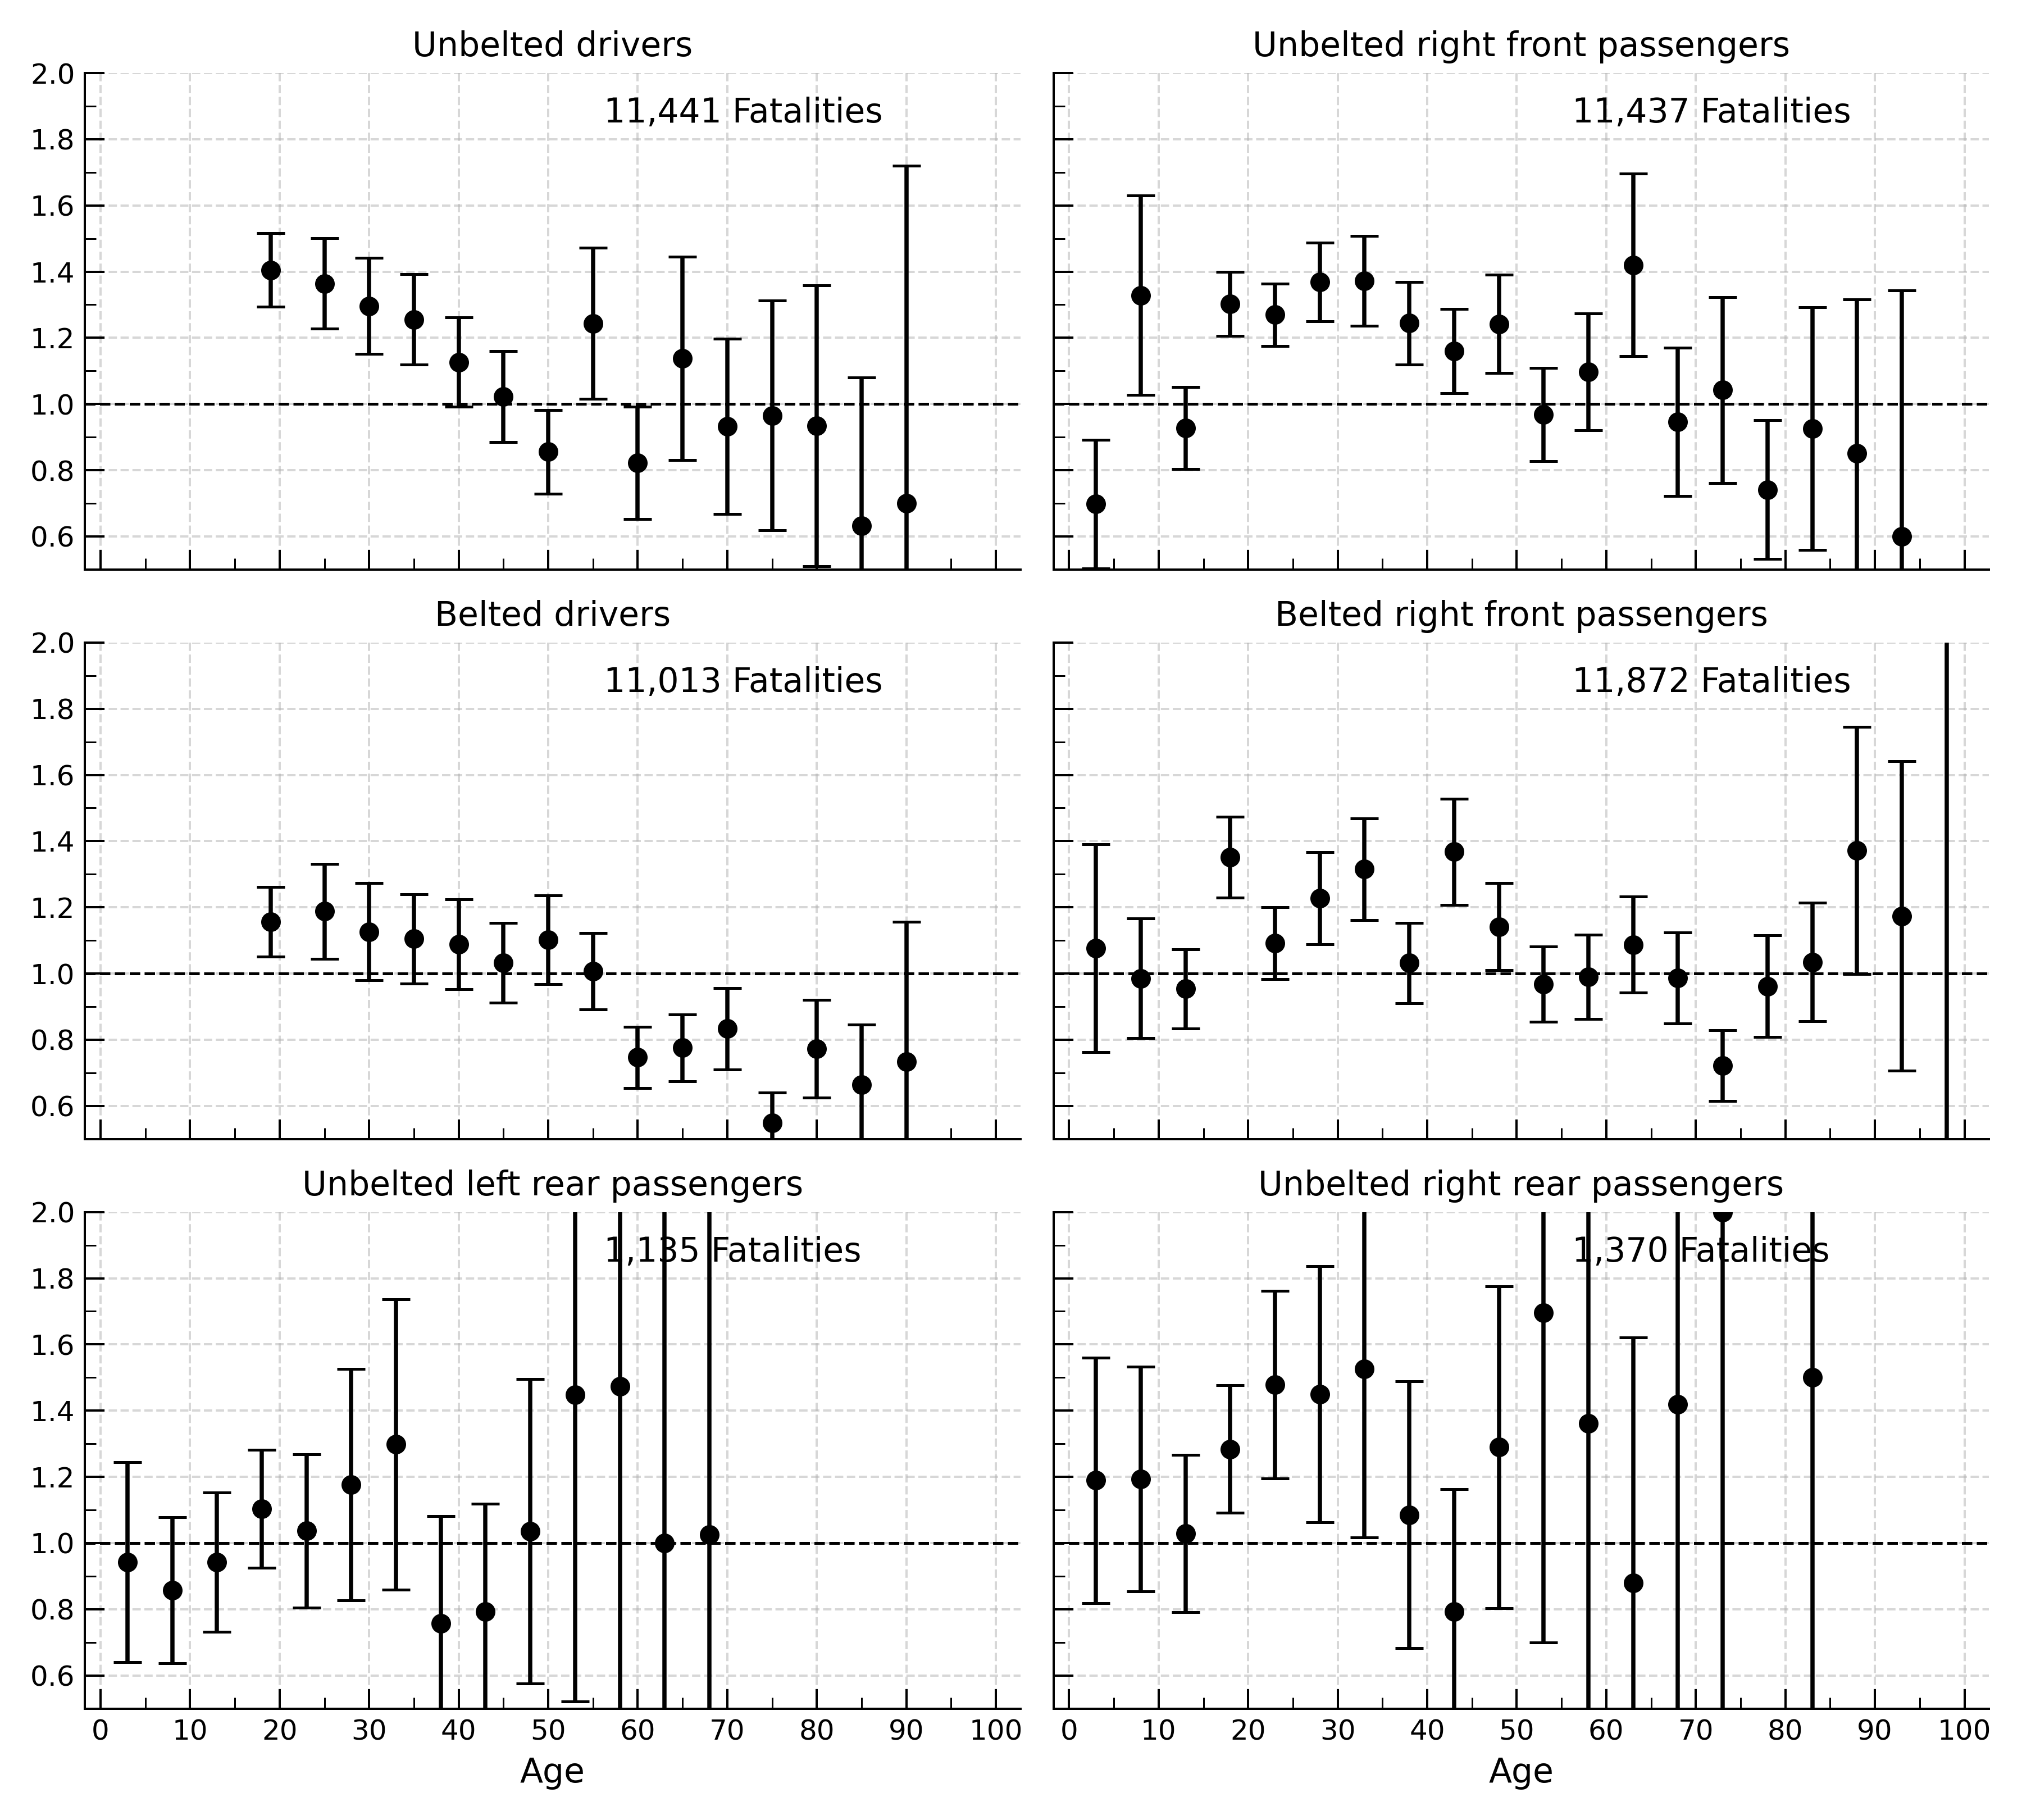 Unbelted drivers
Unbelted right front passengers
2.0
1.8
1.6
1.4
1.2
1.0
0.8
0.6
11,441 Fatalities
11,437 Fatalities
Belted drivers
Belted right front passengers
2.0
1.8
1.6
1.4
1.2
1.0
0.8
0.6
11,013 Fatalities
11,872 Fatalities
Unbelted left rear passengers
Unbelted right rear passengers
2.0
1.8
1.6
1.4
1.2
1.0
0.8
0.6
1,135 Fatalities
1,370 Fatalities
0 10 20 30 40 50 60 70 80 90 100
0 10 20 30 40 50 60 70 80 90 100
Age
Age